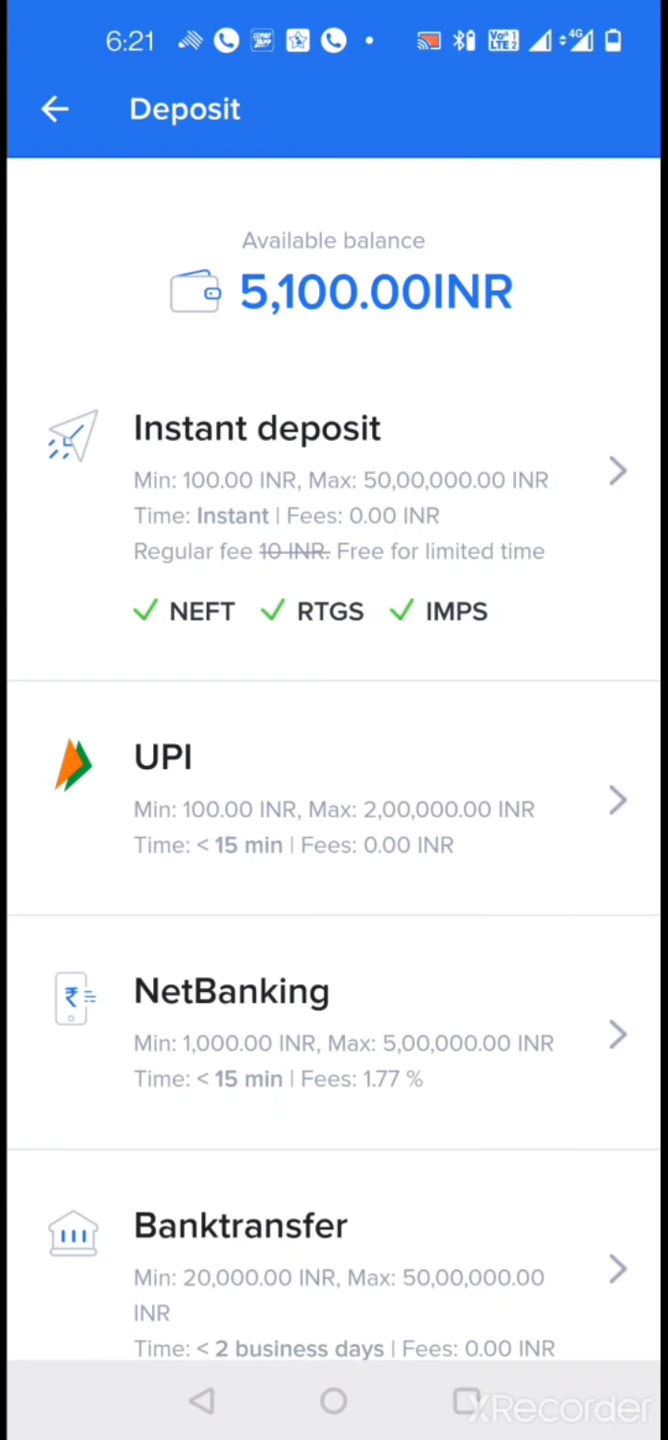 6:21
4G
Deposit
Available balance
5,100.00INR
Instant deposit
Min: 100.00 INR, Max: 50,00,000.00 INR
Time: Instant | Fees: 0.00 INR
Regular fee 10 INR. Free for limited time
NEFT RTGS IMPS
UPI
Min: 100.00 INR, Max: 2,00,000.00 INR
Time: < 15 min | Fees: 0.00 INR
NetBanking
Min: 1,000.00 INR, Max: 5,00,000.00 INR
Time: < 15 min | Fees: 1.77 %
Banktransfer
Min: 20,000.00 INR, Max: 50,00,000.00
INR
Time: < 2 business days | Fees: 0.00 INR
XRecorder